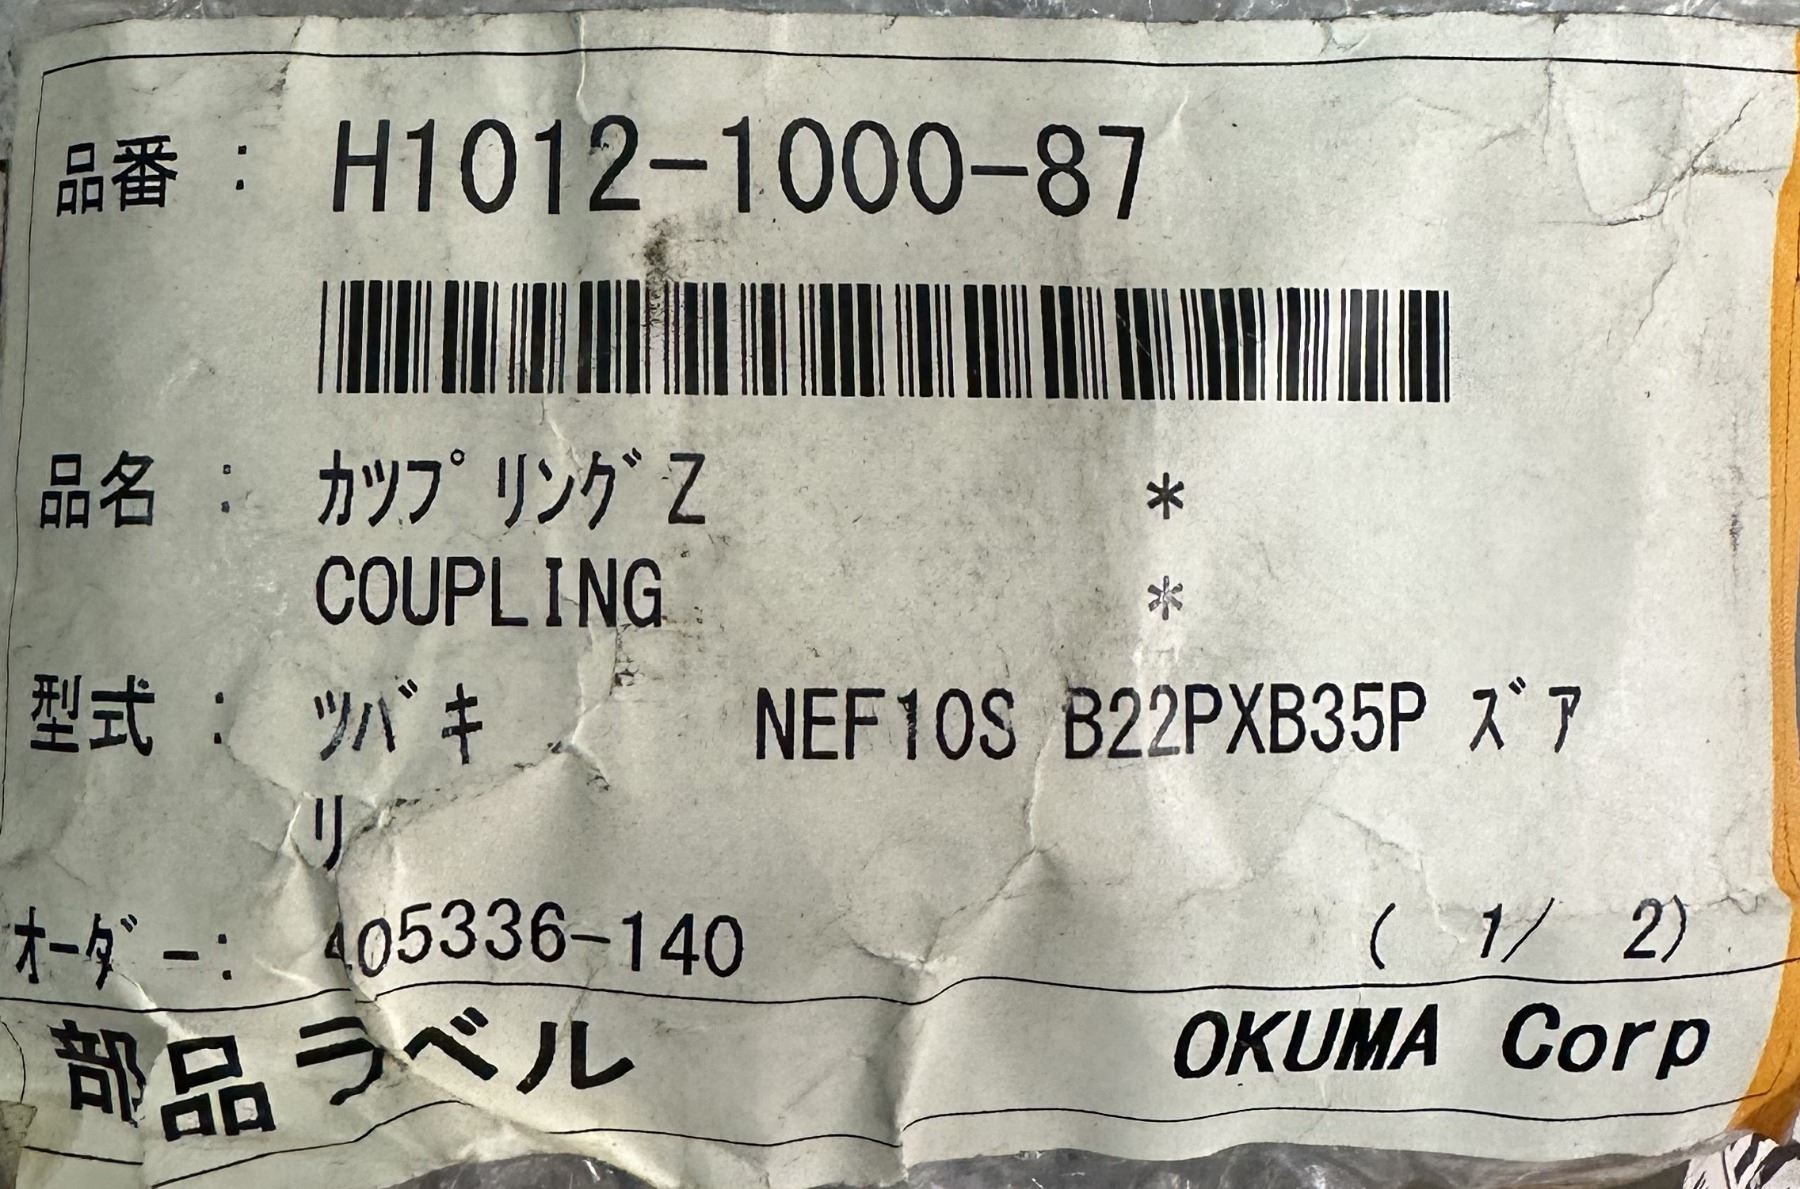 品番 : H1012-1000-87
品名 : ｶﾂﾌﾟﾘﾝｸﾞZ *
COUPLING *
型式 : ﾂﾊﾞｷ NEF10S B22PXB35P ｽﾞｱ
ﾘ
ｵｰﾀﾞｰ: 405336-140 ( 1/ 2)
部品ラベル OKUMA Corp